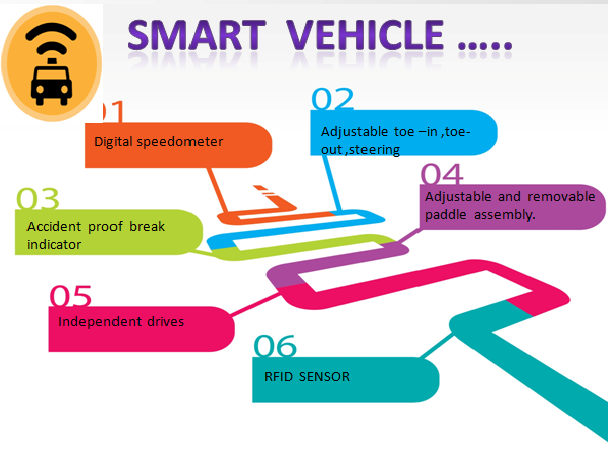 SMART VEHICLE .....
01
Digital speedometer
02
Adjustable toe –in ,toe-
out ,steering
03
Accident proof break
indicator
04
Adjustable and removable
paddle assembly.
05
Independent drives
06
RFID SENSOR